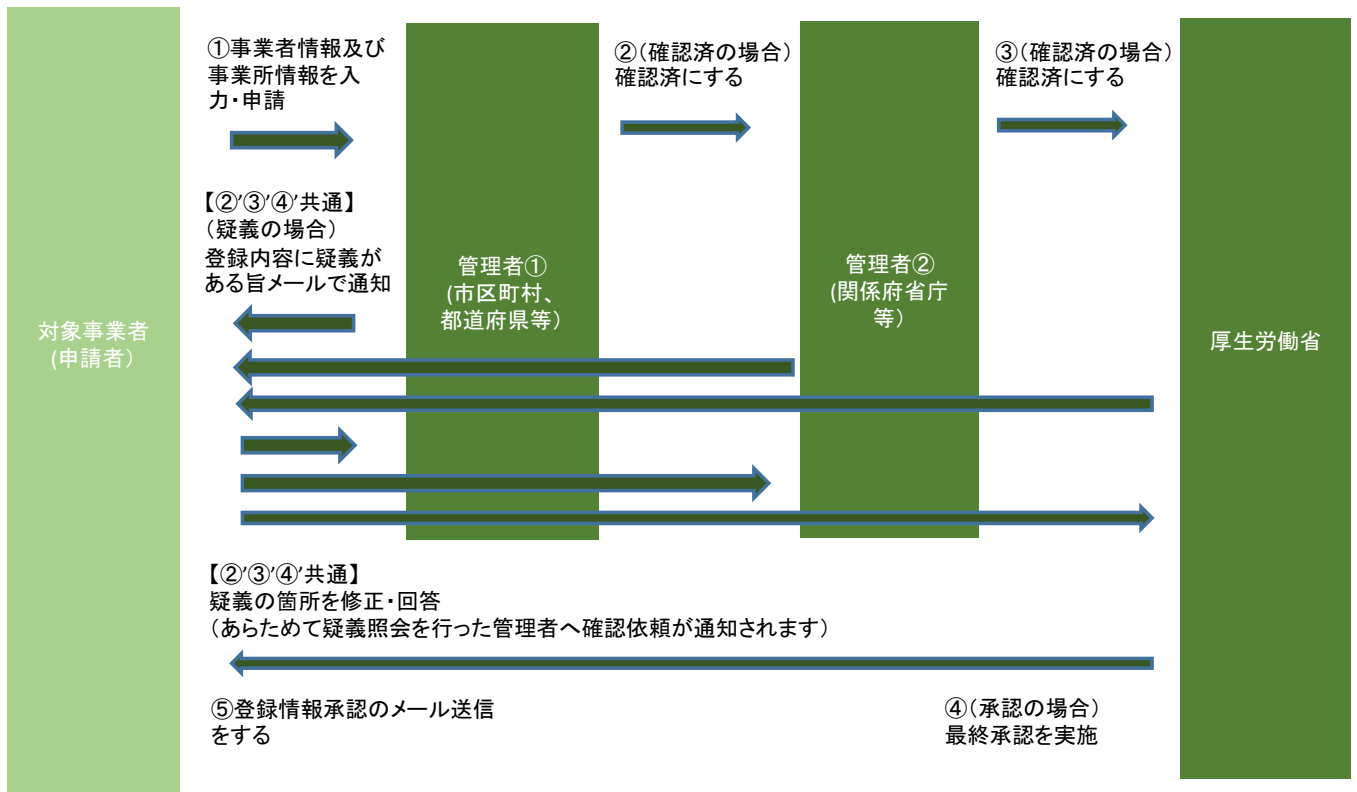 ①事業者情報及び
事業所情報を入
力・申請
②(確認済の場合)
確認済にする
③(確認済の場合)
確認済にする
【②’③’④’共通】
（疑義の場合）
登録内容に疑義が
ある旨メールで通知
対象事業者
(申請者）
管理者①
(市区町村、
都道府県等）
管理者②
(関係府省庁
等）
厚生労働省
【②’③’④’共通】
疑義の箇所を修正・回答
（あらためて疑義照会を行った管理者へ確認依頼が通知されます）
⑤登録情報承認のメール送信
をする
④（承認の場合）
最終承認を実施